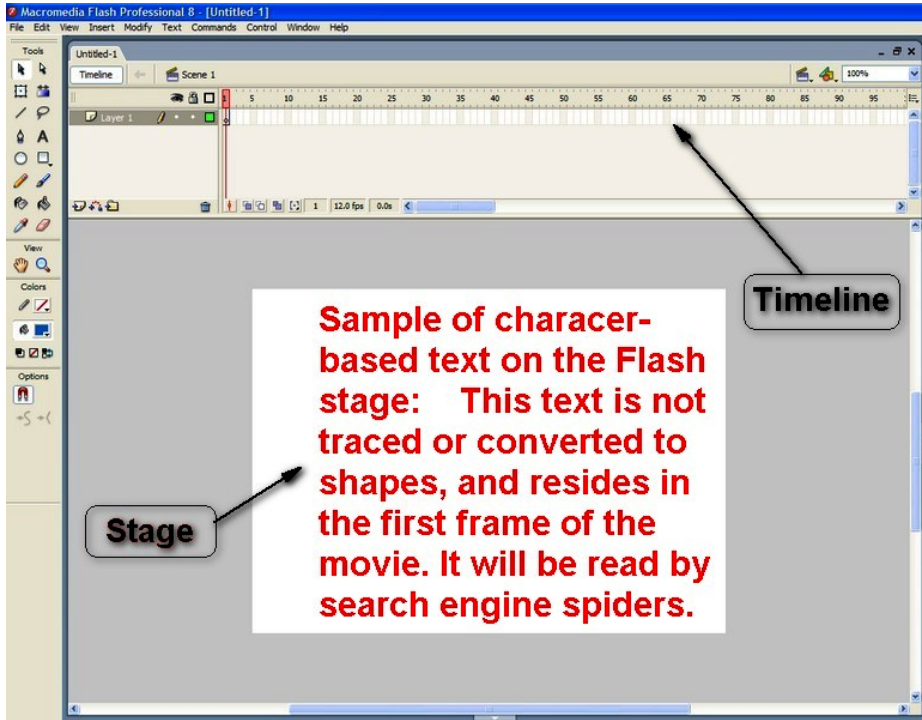 Macromedia Flash Professional 8 - [Untitled-1]
File Edit View Insert Modify Text Commands Control Window Help
Tools
Untitled-1
Timeline Scene 1 100%
1 5 10 15 20 25 30 35 40 45 50 55 60 65 70 75 80 85 90 95
Layer 1
1 12.0 fps 0.0s
View
Colors
Options
Timeline
Stage
Sample of characer-
based text on the Flash
stage: This text is not
traced or converted to
shapes, and resides in
the first frame of the
movie. It will be read by
search engine spiders.